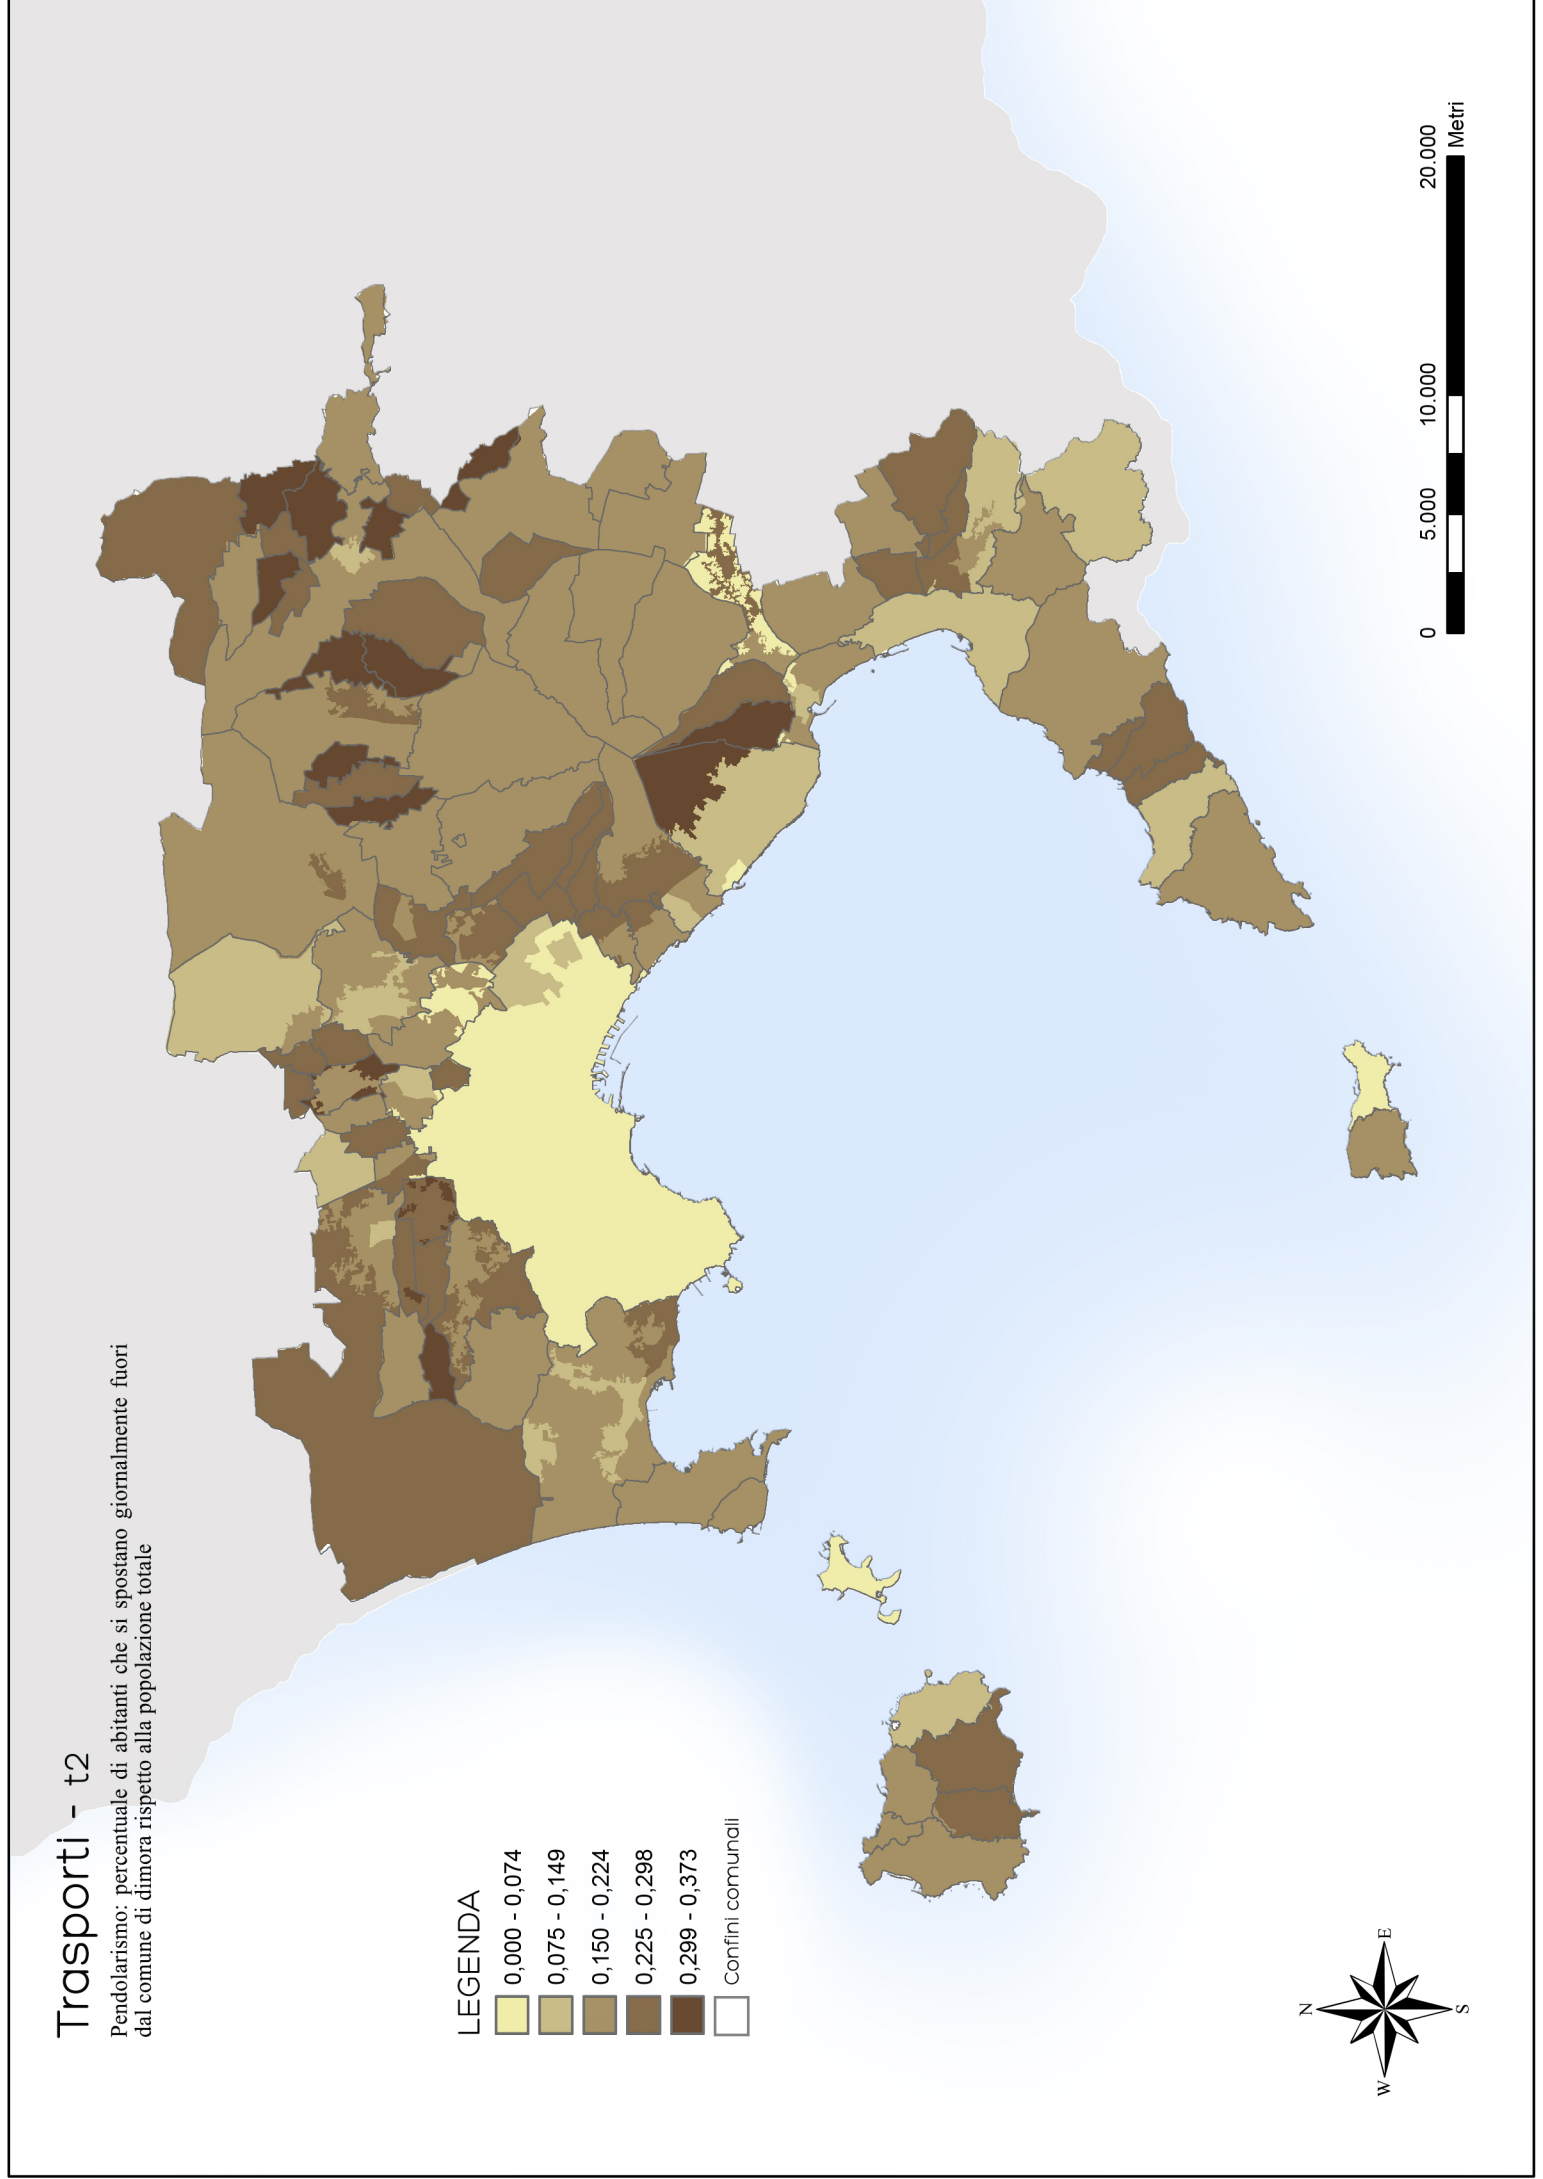 Trasporti - t2
Pendolarismo: percentuale di abitanti che si spostano giornalmente fuori
dal comune di dimora rispetto alla popolazione totale
LEGENDA
0,000 - 0,074
0,075 - 0,149
0,150 - 0,224
0,225 - 0,298
0,299 - 0,373
Confini comunali
N
W
E
S
0
5.000
10.000
20.000
Metri